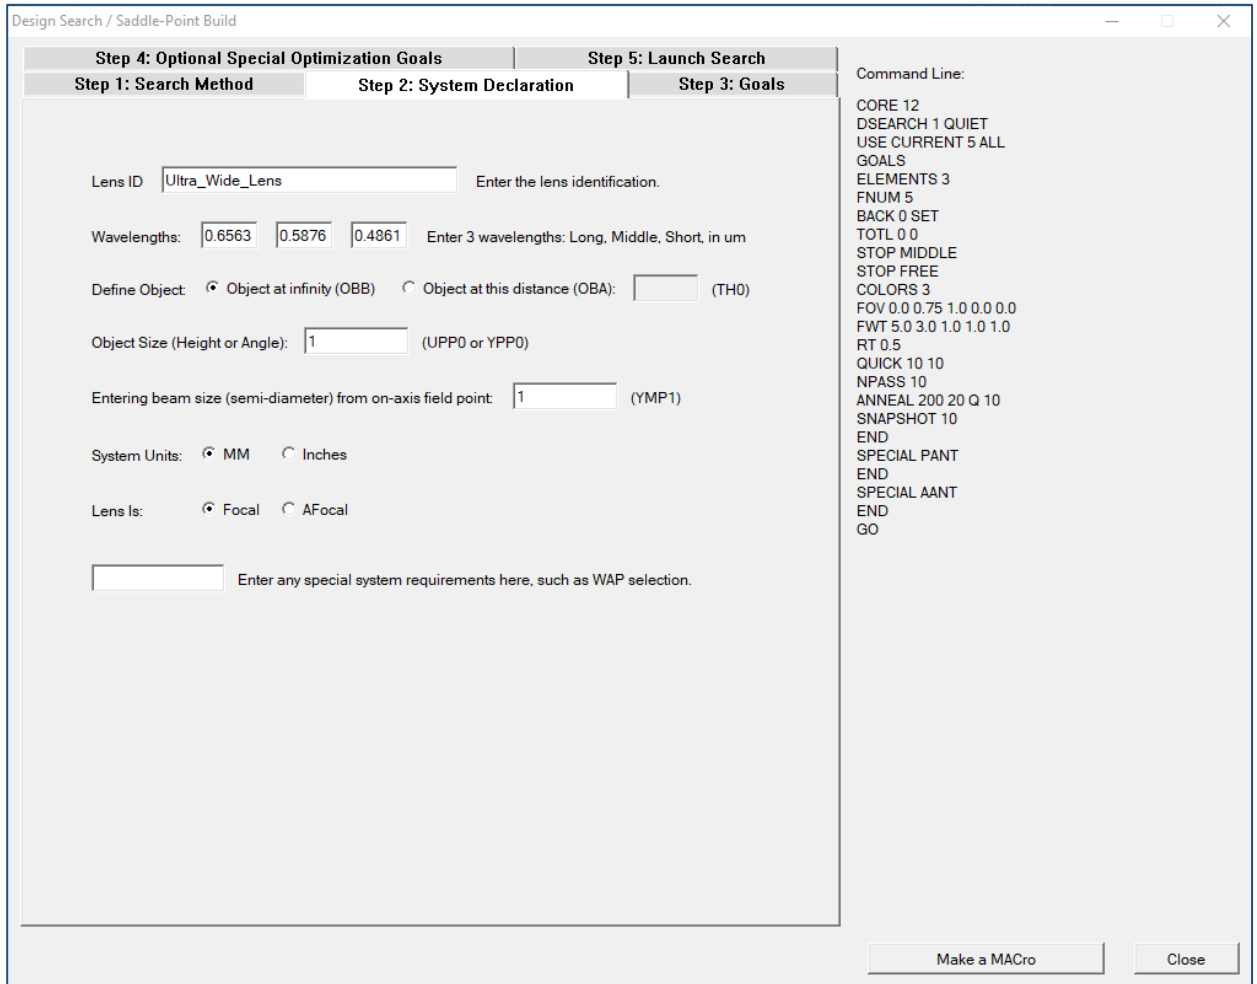 Design Search / Saddle-Point Build
Step 4: Optional Special Optimization Goals Step 5: Launch Search
Step 1: Search Method Step 2: System Declaration Step 3: Goals
Lens ID Ultra_Wide_Lens Enter the lens identification.
Wavelengths: 0.6563 0.5876 0.4861 Enter 3 wavelengths: Long, Middle, Short, in um
Define Object: Object at infinity (OBB) Object at this distance (OBA): (TH0)
Object Size (Height or Angle): 1 (UPP0 or YPP0)
Entering beam size (semi-diameter) from on-axis field point: 1 (YMP1)
System Units: MM Inches
Lens Is: Focal AFocal
Enter any special system requirements here, such as WAP selection.
Command Line:
CORE 12
DSEARCH 1 QUIET
USE CURRENT 5 ALL
GOALS
ELEMENTS 3
FNUM 5
BACK 0 SET
TOTL 0 0
STOP MIDDLE
STOP FREE
COLORS 3
FOV 0.0 0.75 1.0 0.0 0.0
FWT 5.0 3.0 1.0 1.0 1.0
RT 0.5
QUICK 10 10
NPASS 10
ANNEAL 200 20 Q 10
SNAPSHOT 10
END
SPECIAL PANT
END
SPECIAL AANT
END
GO
Make a MACro Close